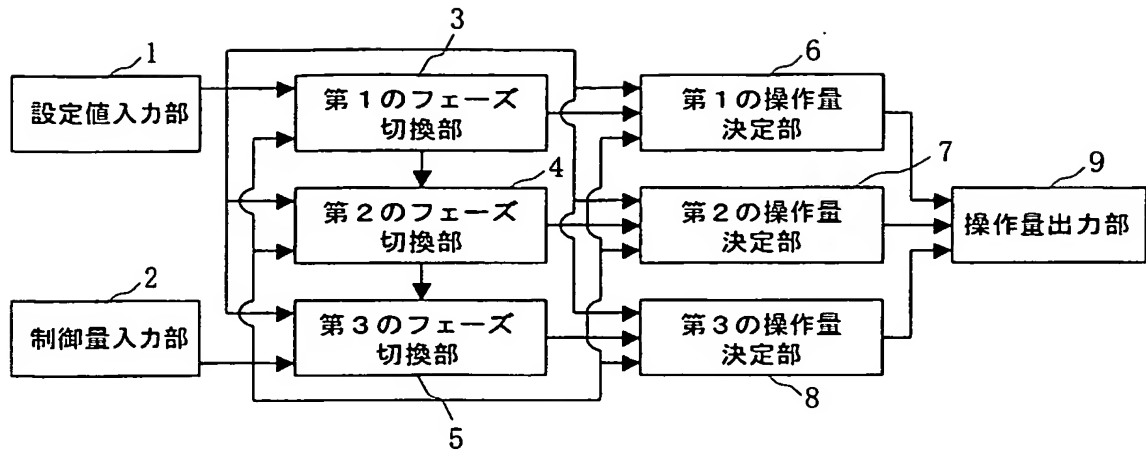 3
6
1
設定値入力部
第1のフェーズ
切換部
第1の操作量
決定部
4
7
9
第2のフェーズ
切換部
第2の操作量
決定部
操作量出力部
2
制御量入力部
第3のフェーズ
切換部
第3の操作量
決定部
5
8